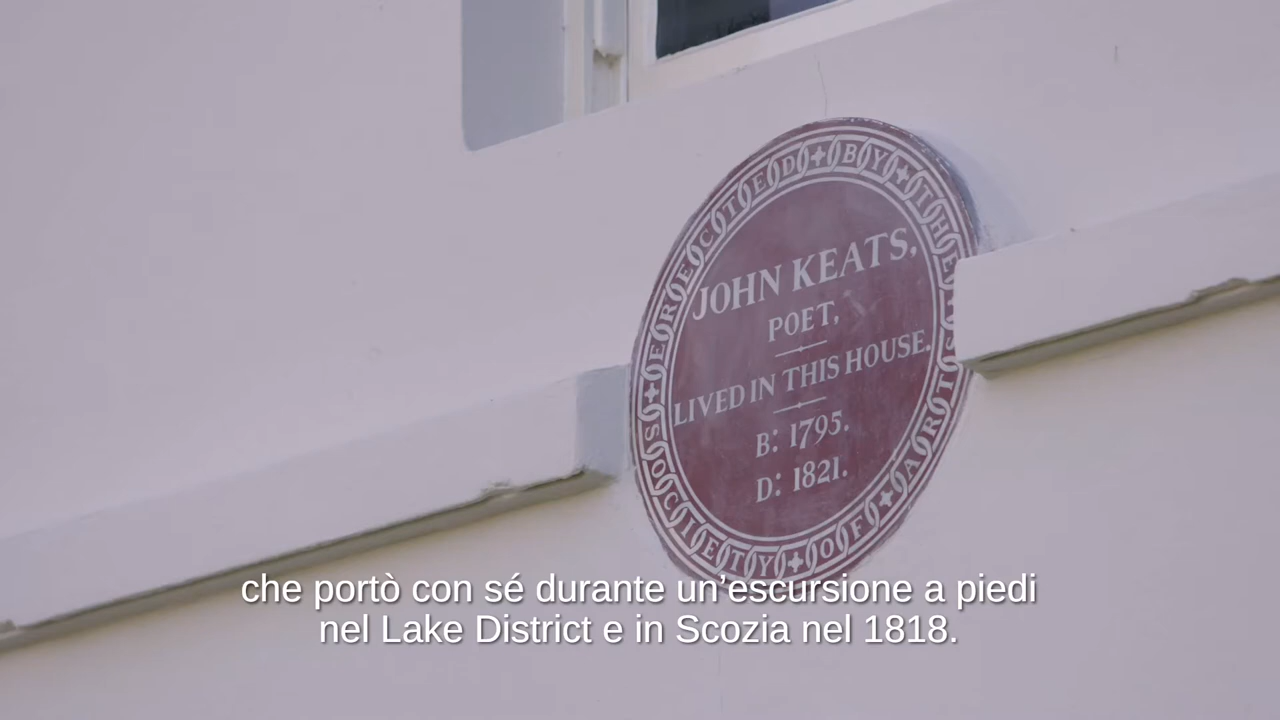 ERECTED BY THE SOCIETY OF ARTS
JOHN KEATS,
POET,
LIVED IN THIS HOUSE.
B: 1795.
D: 1821.
che portò con sé durante un’escursione a piedi
nel Lake District e in Scozia nel 1818.